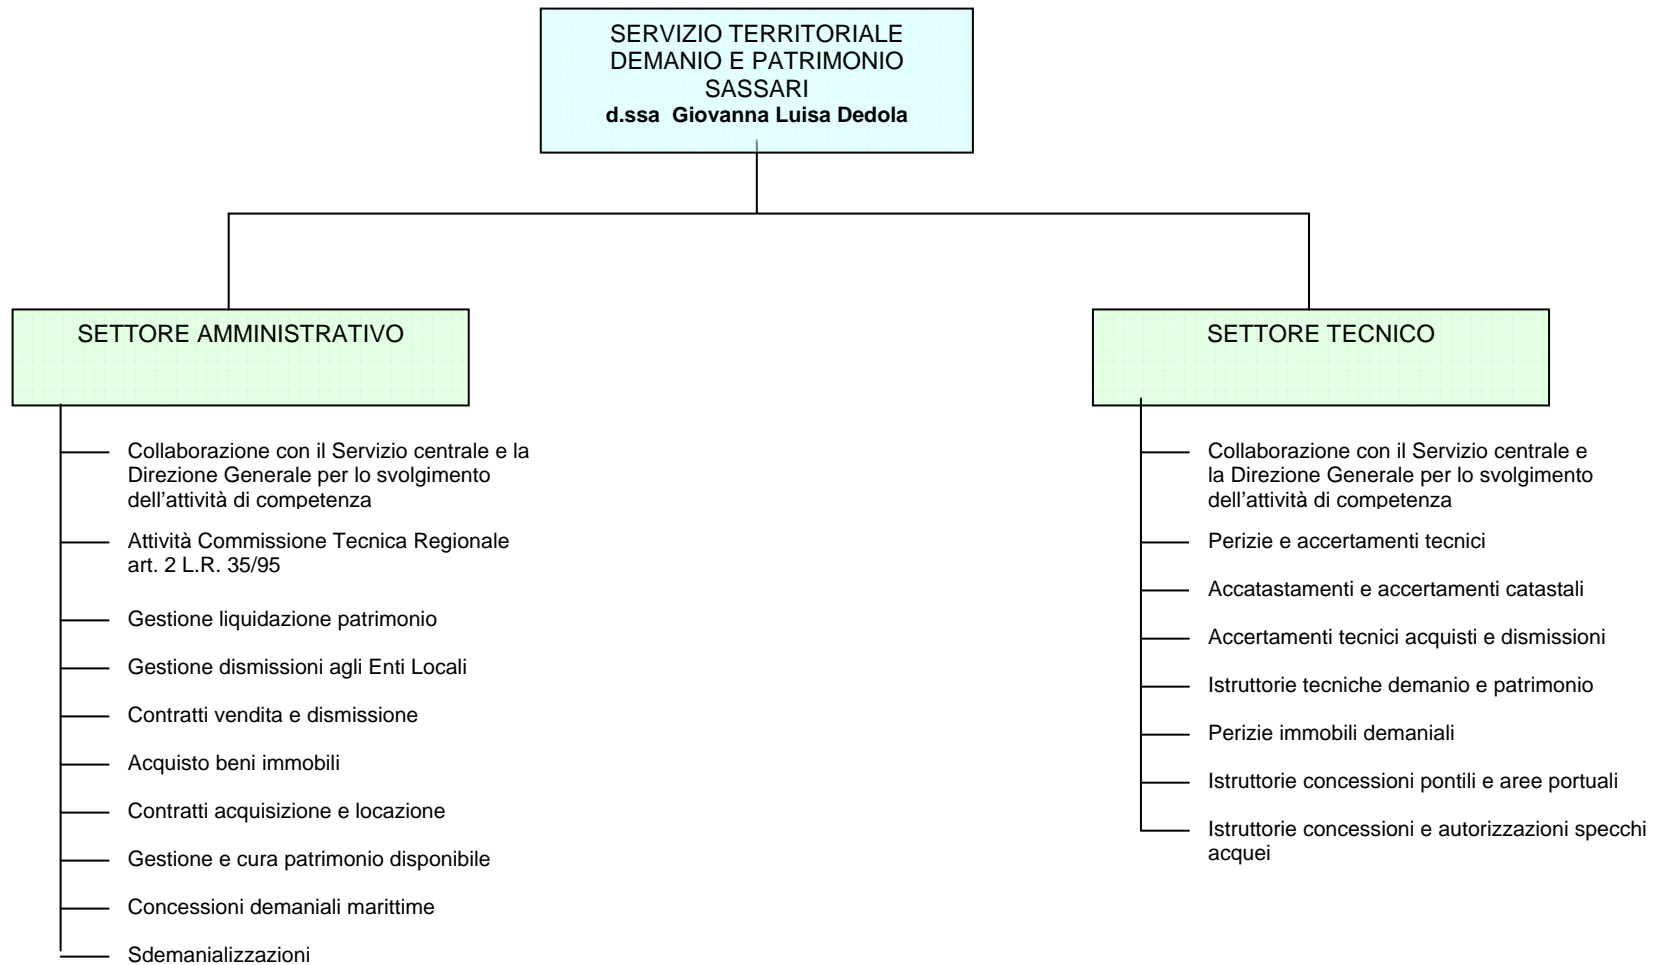 SERVIZIO TERRITORIALE
DEMANIO E PATRIMONIO
SASSARI
d.ssa Giovanna Luisa Dedola
SETTORE AMMINISTRATIVO
Collaborazione con il Servizio centrale e la
Direzione Generale per lo svolgimento
dell'attività di competenza
Attività Commissione Tecnica Regionale
art. 2 L.R. 35/95
Gestione liquidazione patrimonio
Gestione dismissioni agli Enti Locali
Contratti vendita e dismissione
Acquisto beni immobili
Contratti acquisizione e locazione
Gestione e cura patrimonio disponibile
Concessioni demaniali marittime
Sdemanializzazioni
SETTORE TECNICO
Collaborazione con il Servizio centrale e
la Direzione Generale per lo svolgimento
dell'attività di competenza
Perizie e accertamenti tecnici
Accatastamenti e accertamenti catastali
Accertamenti tecnici acquisti e dismissioni
Istruttorie tecniche demanio e patrimonio
Perizie immobili demaniali
Istruttorie concessioni pontili e aree portuali
Istruttorie concessioni e autorizzazioni specchi
acquei